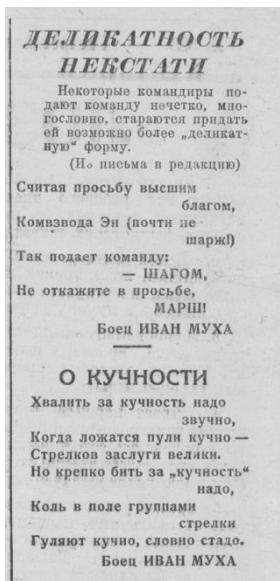 ДЕЛИКАТНОСТЬ
НЕКСТАТИ
Некоторые командиры по-
дают команду нечетко, мно-
гословно, стараются придать
ей возможно более „деликат-
ную“ форму.
(Из письма в редакцию)
Считая просьбу высшим
благом,
Комвзвода Эн (почти не
шарж!)
Так подает команду:
— ШАГОМ,
Не откажите в просьбе,
МАРШ!
Боец ИВАН МУХА
О КУЧНОСТИ
Хвалить за кучность надо
звучно,
Когда ложатся пули кучно —
Стрелков заслуги велики.
Но крепко бить за „кучность“
надо,
Коль в поле группами
стрелки
Гуляют кучно, словно стадо.
Боец ИВАН МУХА